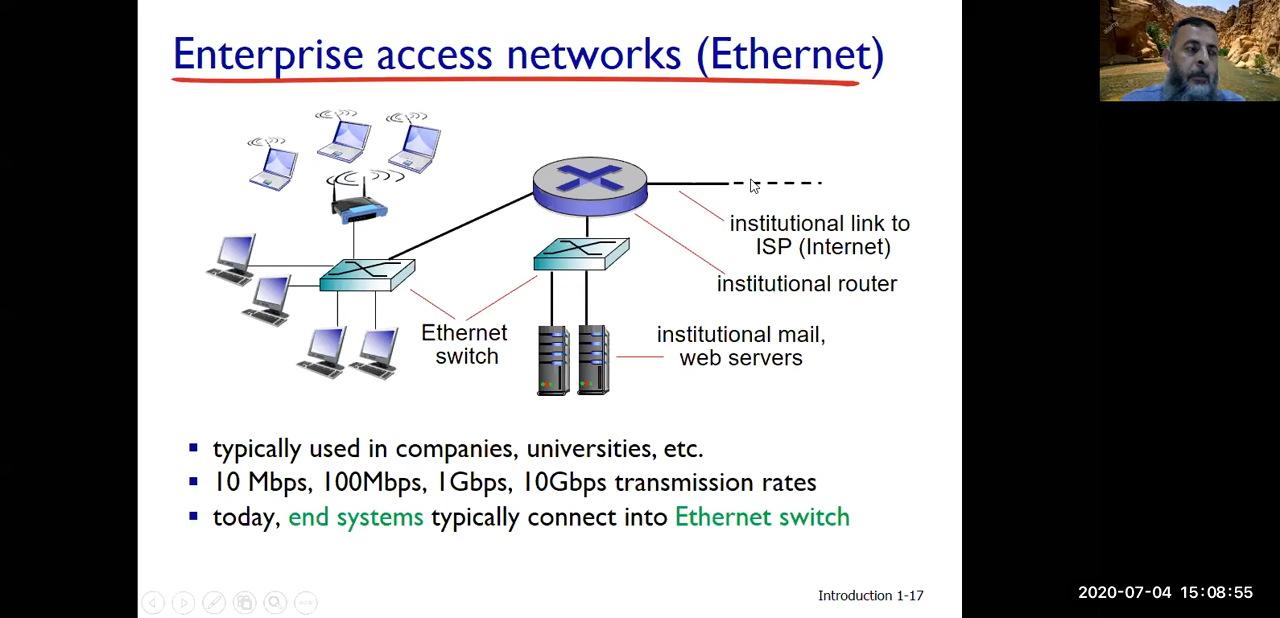 Enterprise access networks (Ethernet)
institutional link to
ISP (Internet)
institutional router
Ethernet
switch
institutional mail,
web servers
▪ typically used in companies, universities, etc.
▪ 10 Mbps, 100Mbps, 1Gbps, 10Gbps transmission rates
▪ today, end systems typically connect into Ethernet switch
Introduction 1-17
2020-07-04 15:08:55